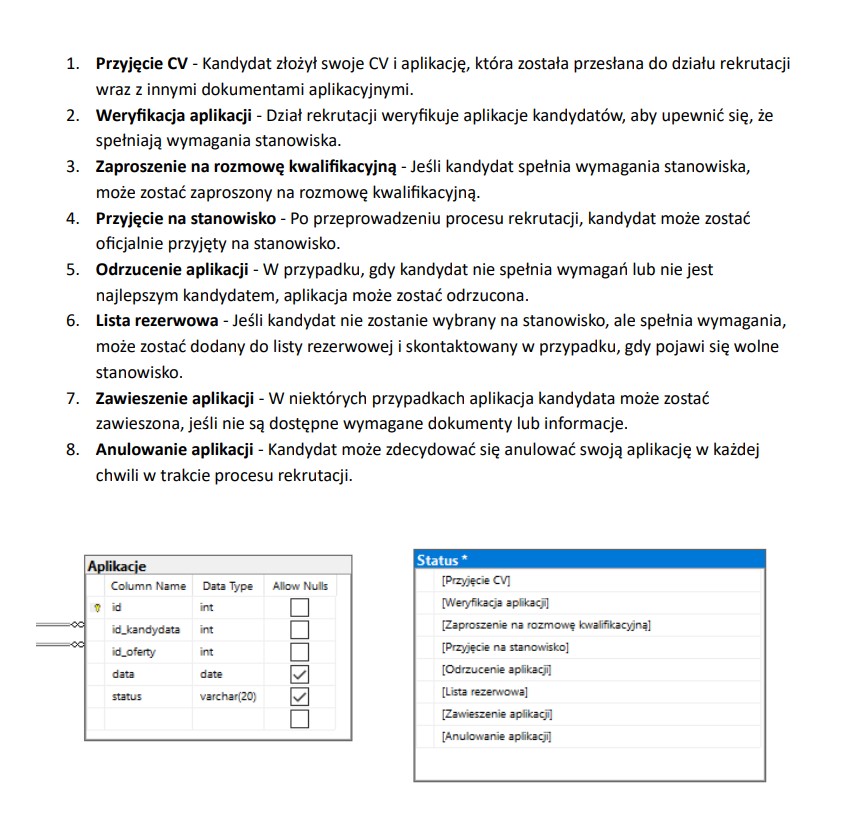 1. Przyjęcie CV - Kandydat złożył swoje CV i aplikację, która została przesłana do działu rekrutacji
wraz z innymi dokumentami aplikacyjnymi.
2. Weryfikacja aplikacji - Dział rekrutacji weryfikuje aplikacje kandydatów, aby upewnić się, że
spełniają wymagania stanowiska.
3. Zaproszenie na rozmowę kwalifikacyjną - Jeśli kandydat spełnia wymagania stanowiska,
może zostać zaproszony na rozmowę kwalifikacyjną.
4. Przyjęcie na stanowisko - Po przeprowadzeniu procesu rekrutacji, kandydat może zostać
oficjalnie przyjęty na stanowisko.
5. Odrzucenie aplikacji - W przypadku, gdy kandydat nie spełnia wymagań lub nie jest
najlepszym kandydatem, aplikacja może zostać odrzucona.
6. Lista rezerwowa - Jeśli kandydat nie zostanie wybrany na stanowisko, ale spełnia wymagania,
może zostać dodany do listy rezerwowej i skontaktowany w przypadku, gdy pojawi się wolne
stanowisko.
7. Zawieszenie aplikacji - W niektórych przypadkach aplikacja kandydata może zostać
zawieszona, jeśli nie są dostępne wymagane dokumenty lub informacje.
8. Anulowanie aplikacji - Kandydat może zdecydować się anulować swoją aplikację w każdej
chwili w trakcie procesu rekrutacji.
Aplikacje
Column Name Data Type Allow Nulls
id int
id_kandydata int
id_oferty int
data date
status varchar(20)
Status *
[Przyjęcie CV]
[Weryfikacja aplikacji]
[Zaproszenie na rozmowę kwalifikacyjną]
[Przyjęcie na stanowisko]
[Odrzucenie aplikacji]
[Lista rezerwowa]
[Zawieszenie aplikacji]
[Anulowanie aplikacji]